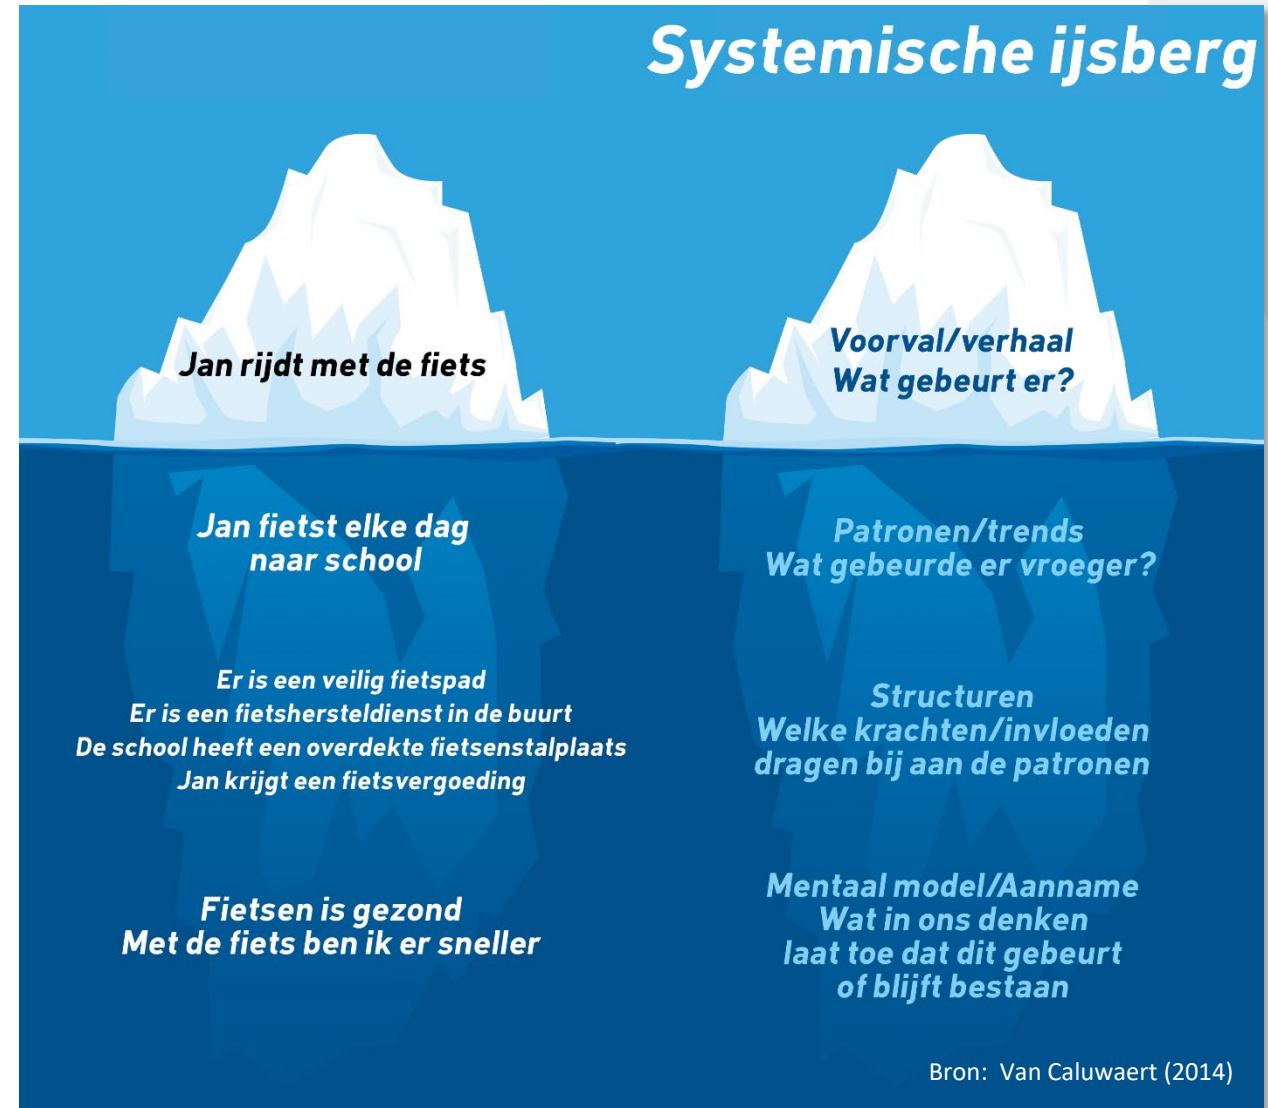 Systemische ijsberg
Jan rijdt met de fiets
Voorval/verhaal
Wat gebeurt er?
Jan fietst elke dag
naar school
Patronen/trends
Wat gebeurde er vroeger?
Er is een veilig fietspad
Er is een fietshersteldienst in de buurt
De school heeft een overdekte fietsenstalplaats
Jan krijgt een fietsvergoeding
Structuren
Welke krachten/invloeden
dragen bij aan de patronen
Fietsen is gezond
Met de fiets ben ik er sneller
Mentaal model/Aanname
Wat in ons denken
laat toe dat dit gebeurt
of blijft bestaan
Bron: Van Caluwaert (2014)